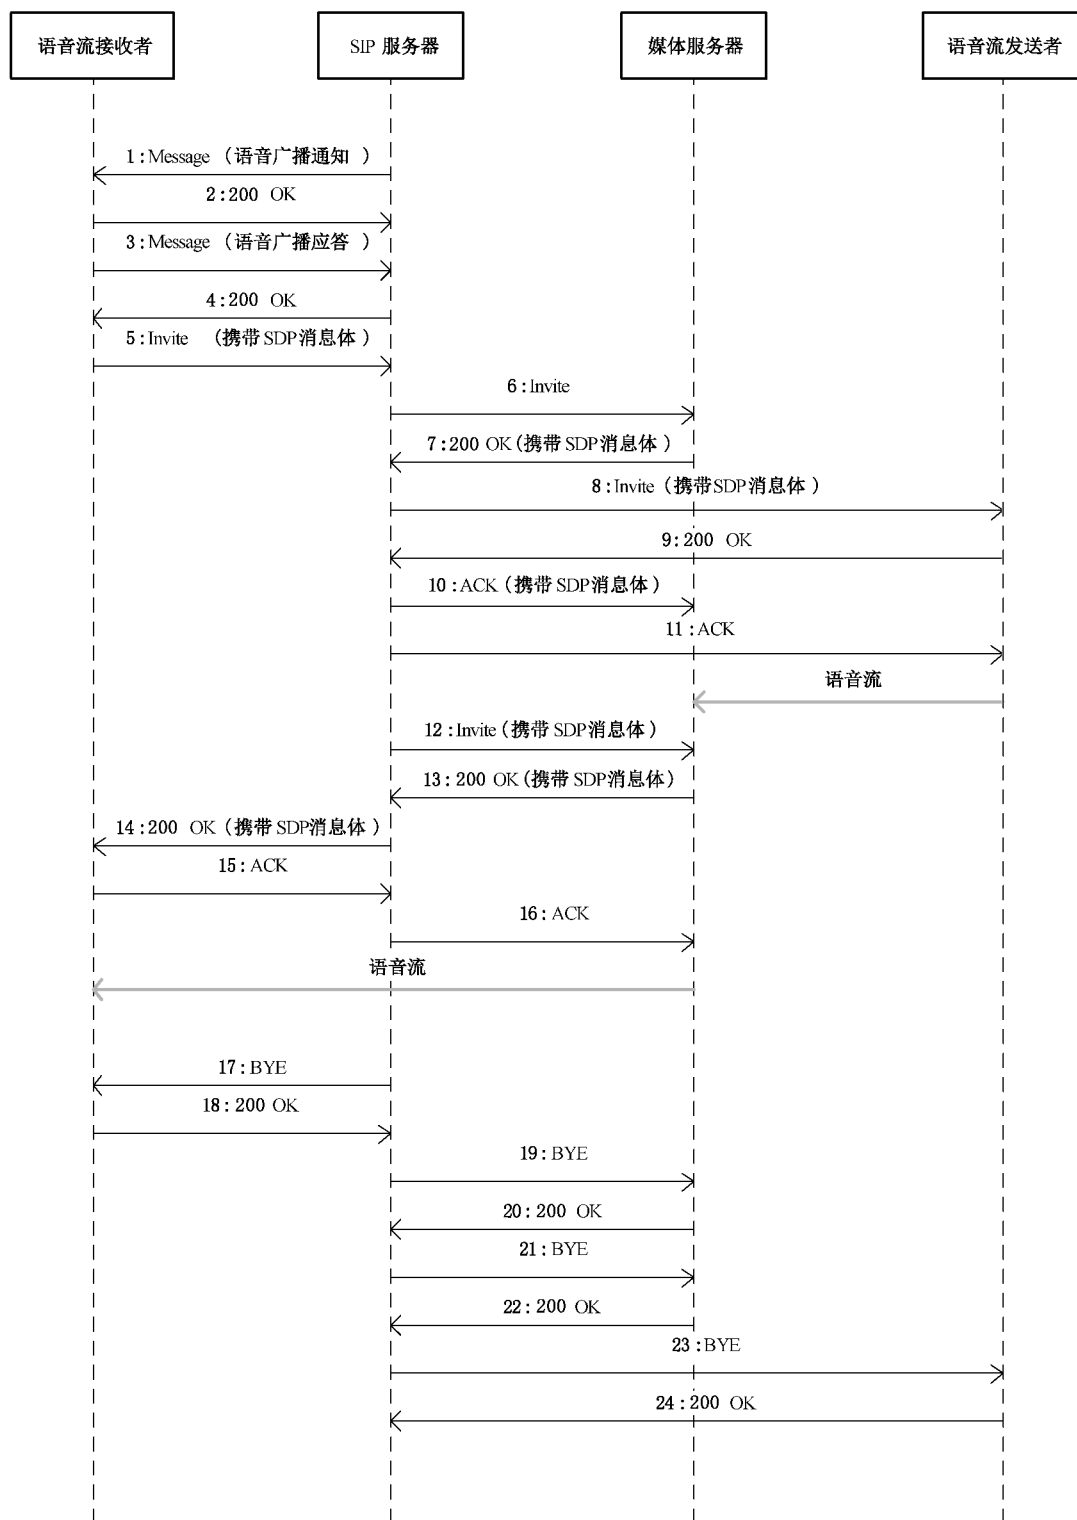 语音流接收者
SIP 服务器
媒体服务器
语音流发送者
1:Message （语音广播通知 ）
2:200 OK
3:Message （语音广播应答 ）
4:200 OK
5:Invite （携带SDP消息体 ）
6:Invite
7:200 OK（携带SDP消息体 ）
8:Invite（携带SDP消息体 ）
9:200 OK
10:ACK（携带SDP消息体）
11:ACK
语音流
12:Invite（携带SDP消息体 ）
13:200 OK（携带SDP消息体）
14:200 OK（携带SDP消息体 ）
15:ACK
16:ACK
语音流
17:BYE
18:200 OK
19:BYE
20:200 OK
21:BYE
22:200 OK
23:BYE
24:200 OK